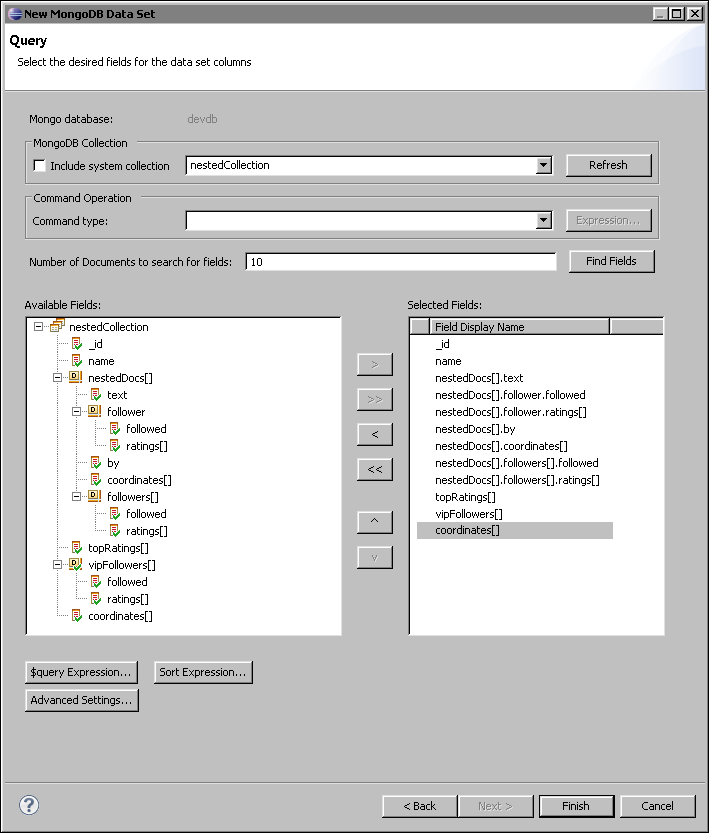 New MongoDB Data Set
Query
Select the desired fields for the data set columns
Mongo database: devdb
MongoDB Collection
Include system collection nestedCollection Refresh
Command Operation
Command type: Expression...
Number of Documents to search for fields: 10 Find Fields
Available Fields:
nestedCollection
_id
name
nestedDocs[]
text
follower
followed
ratings[]
by
coordinates[]
followers[]
followed
ratings[]
topRatings[]
vipFollowers[]
followed
ratings[]
coordinates[]
>
>>
<
<<
^
v
Selected Fields:
Field Display Name
_id
name
nestedDocs[].text
nestedDocs[].follower.followed
nestedDocs[].follower.ratings[]
nestedDocs[].by
nestedDocs[].coordinates[]
nestedDocs[].followers[].followed
nestedDocs[].followers[].ratings[]
topRatings[]
vipFollowers[]
coordinates[]
$query Expression... Sort Expression...
Advanced Settings...
? < Back Next > Finish Cancel